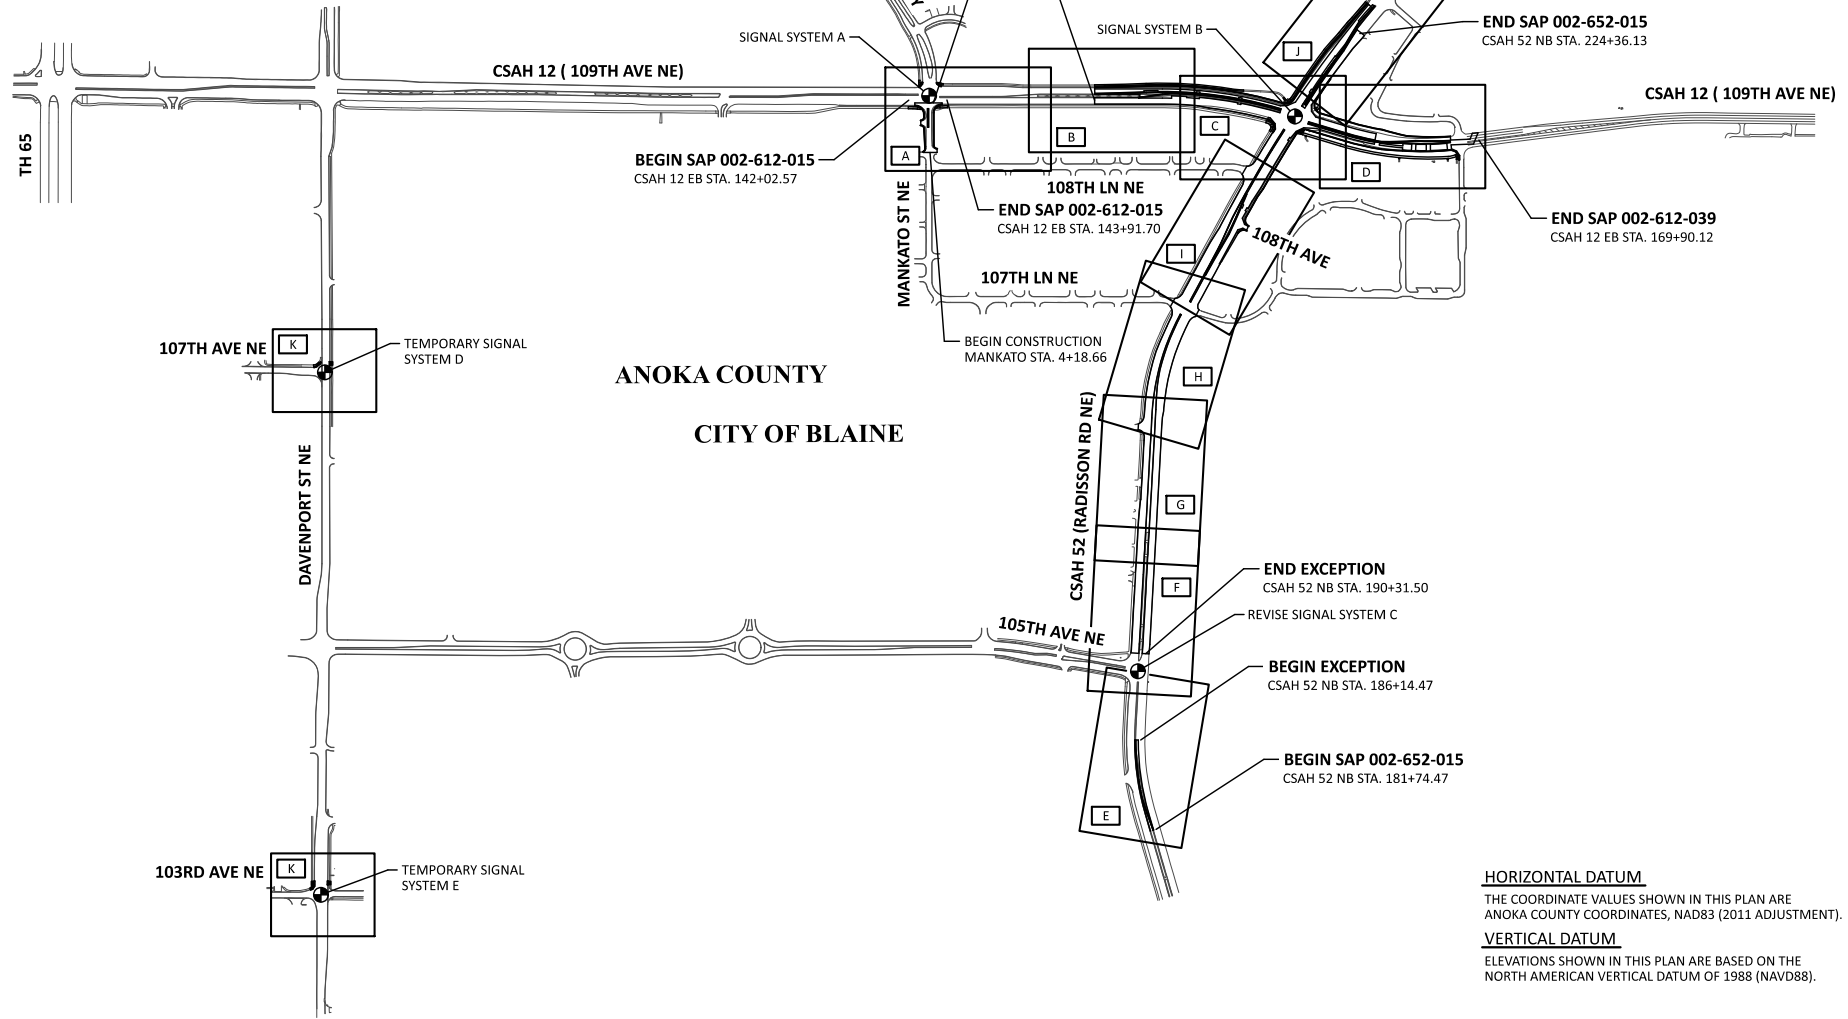 END SAP 002-652-015
CSAH 52 NB STA. 224+36.13
SIGNAL SYSTEM B
SIGNAL SYSTEM A
J
CSAH 12 ( 109TH AVE NE)
CSAH 12 ( 109TH AVE NE)
TH 65
C
B
A
D
BEGIN SAP 002-612-015
CSAH 12 EB STA. 142+02.57
108TH LN NE
END SAP 002-612-015
CSAH 12 EB STA. 143+91.70
END SAP 002-612-039
CSAH 12 EB STA. 169+90.12
MANKATO ST NE
108TH AVE
I
107TH LN NE
K
107TH AVE NE
TEMPORARY SIGNAL
SYSTEM D
BEGIN CONSTRUCTION
MANKATO STA. 4+18.66
ANOKA COUNTY
H
CITY OF BLAINE
DAVENPORT ST NE
CSAH 52 (RADISSON RD NE)
G
END EXCEPTION
CSAH 52 NB STA. 190+31.50
F
REVISE SIGNAL SYSTEM C
105TH AVE NE
BEGIN EXCEPTION
CSAH 52 NB STA. 186+14.47
BEGIN SAP 002-652-015
CSAH 52 NB STA. 181+74.47
E
K
103RD AVE NE
TEMPORARY SIGNAL
SYSTEM E
HORIZONTAL DATUM
THE COORDINATE VALUES SHOWN IN THIS PLAN ARE
ANOKA COUNTY COORDINATES, NAD83 (2011 ADJUSTMENT).
VERTICAL DATUM
ELEVATIONS SHOWN IN THIS PLAN ARE BASED ON THE
NORTH AMERICAN VERTICAL DATUM OF 1988 (NAVD88).